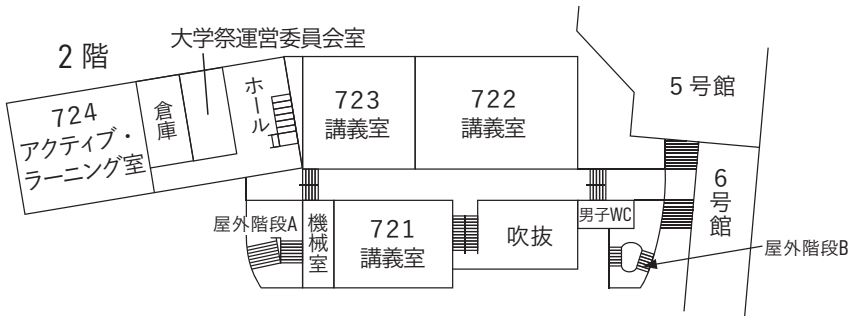 2 階
大学祭運営委員会室
724
アクティブ・
ラーニング室
倉庫
ホール
723
講義室
722
講義室
5 号館
6号館
屋外階段A
機械室
721
講義室
吹抜
男子WC
屋外階段B